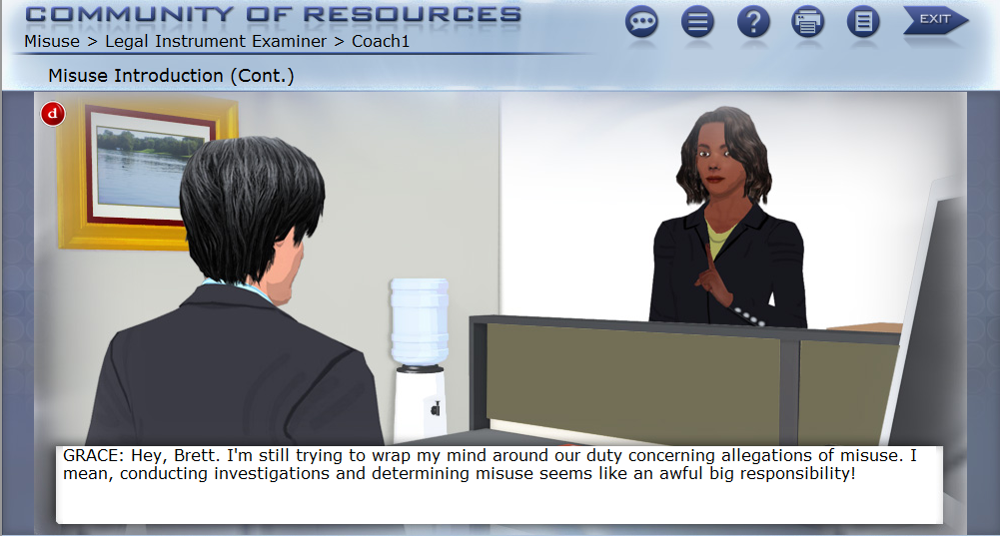 COMMUNITY OF RESOURCES
EXIT
Misuse > Legal Instrument Examiner > Coach1
Misuse Introduction (Cont.)
d
GRACE: Hey, Brett. I'm still trying to wrap my mind around our duty concerning allegations of misuse. I
mean, conducting investigations and determining misuse seems like an awful big responsibility!